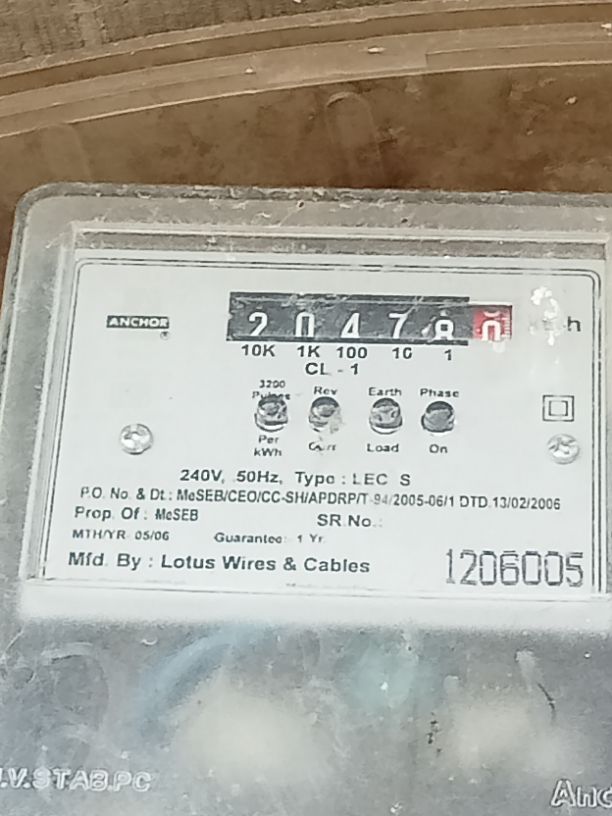 ANCHOR
2 0 4 7 8 0
10K 1K 100 10 1
CL - 1
3200 Rev Earth Phase
Pulses
Per Curr Load On
kWh
240V, 50Hz, Type : LEC S
P.O. No. & Dt.: MeSEB/CEO/CC-SH/APDRP/T-94/2005-06/1 DTD.13/02/2006
Prop. Of : MeSEB SR.No.:
MTH/YR. 05/06 Guarantee: 1 Yr.
Mfd. By : Lotus Wires & Cables 1206005